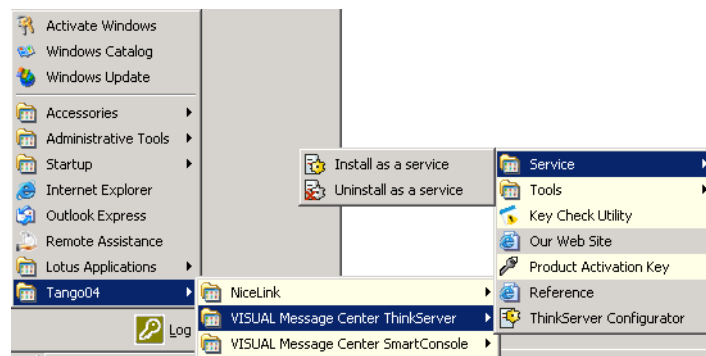 Activate Windows
Windows Catalog
Windows Update
Accessories
Administrative Tools
Startup
Internet Explorer
Outlook Express
Remote Assistance
Lotus Applications
Tango04
Log
NiceLink
VISUAL Message Center ThinkServer
VISUAL Message Center SmartConsole
Install as a service
Uninstall as a service
Service
Tools
Key Check Utility
Our Web Site
Product Activation Key
Reference
ThinkServer Configurator